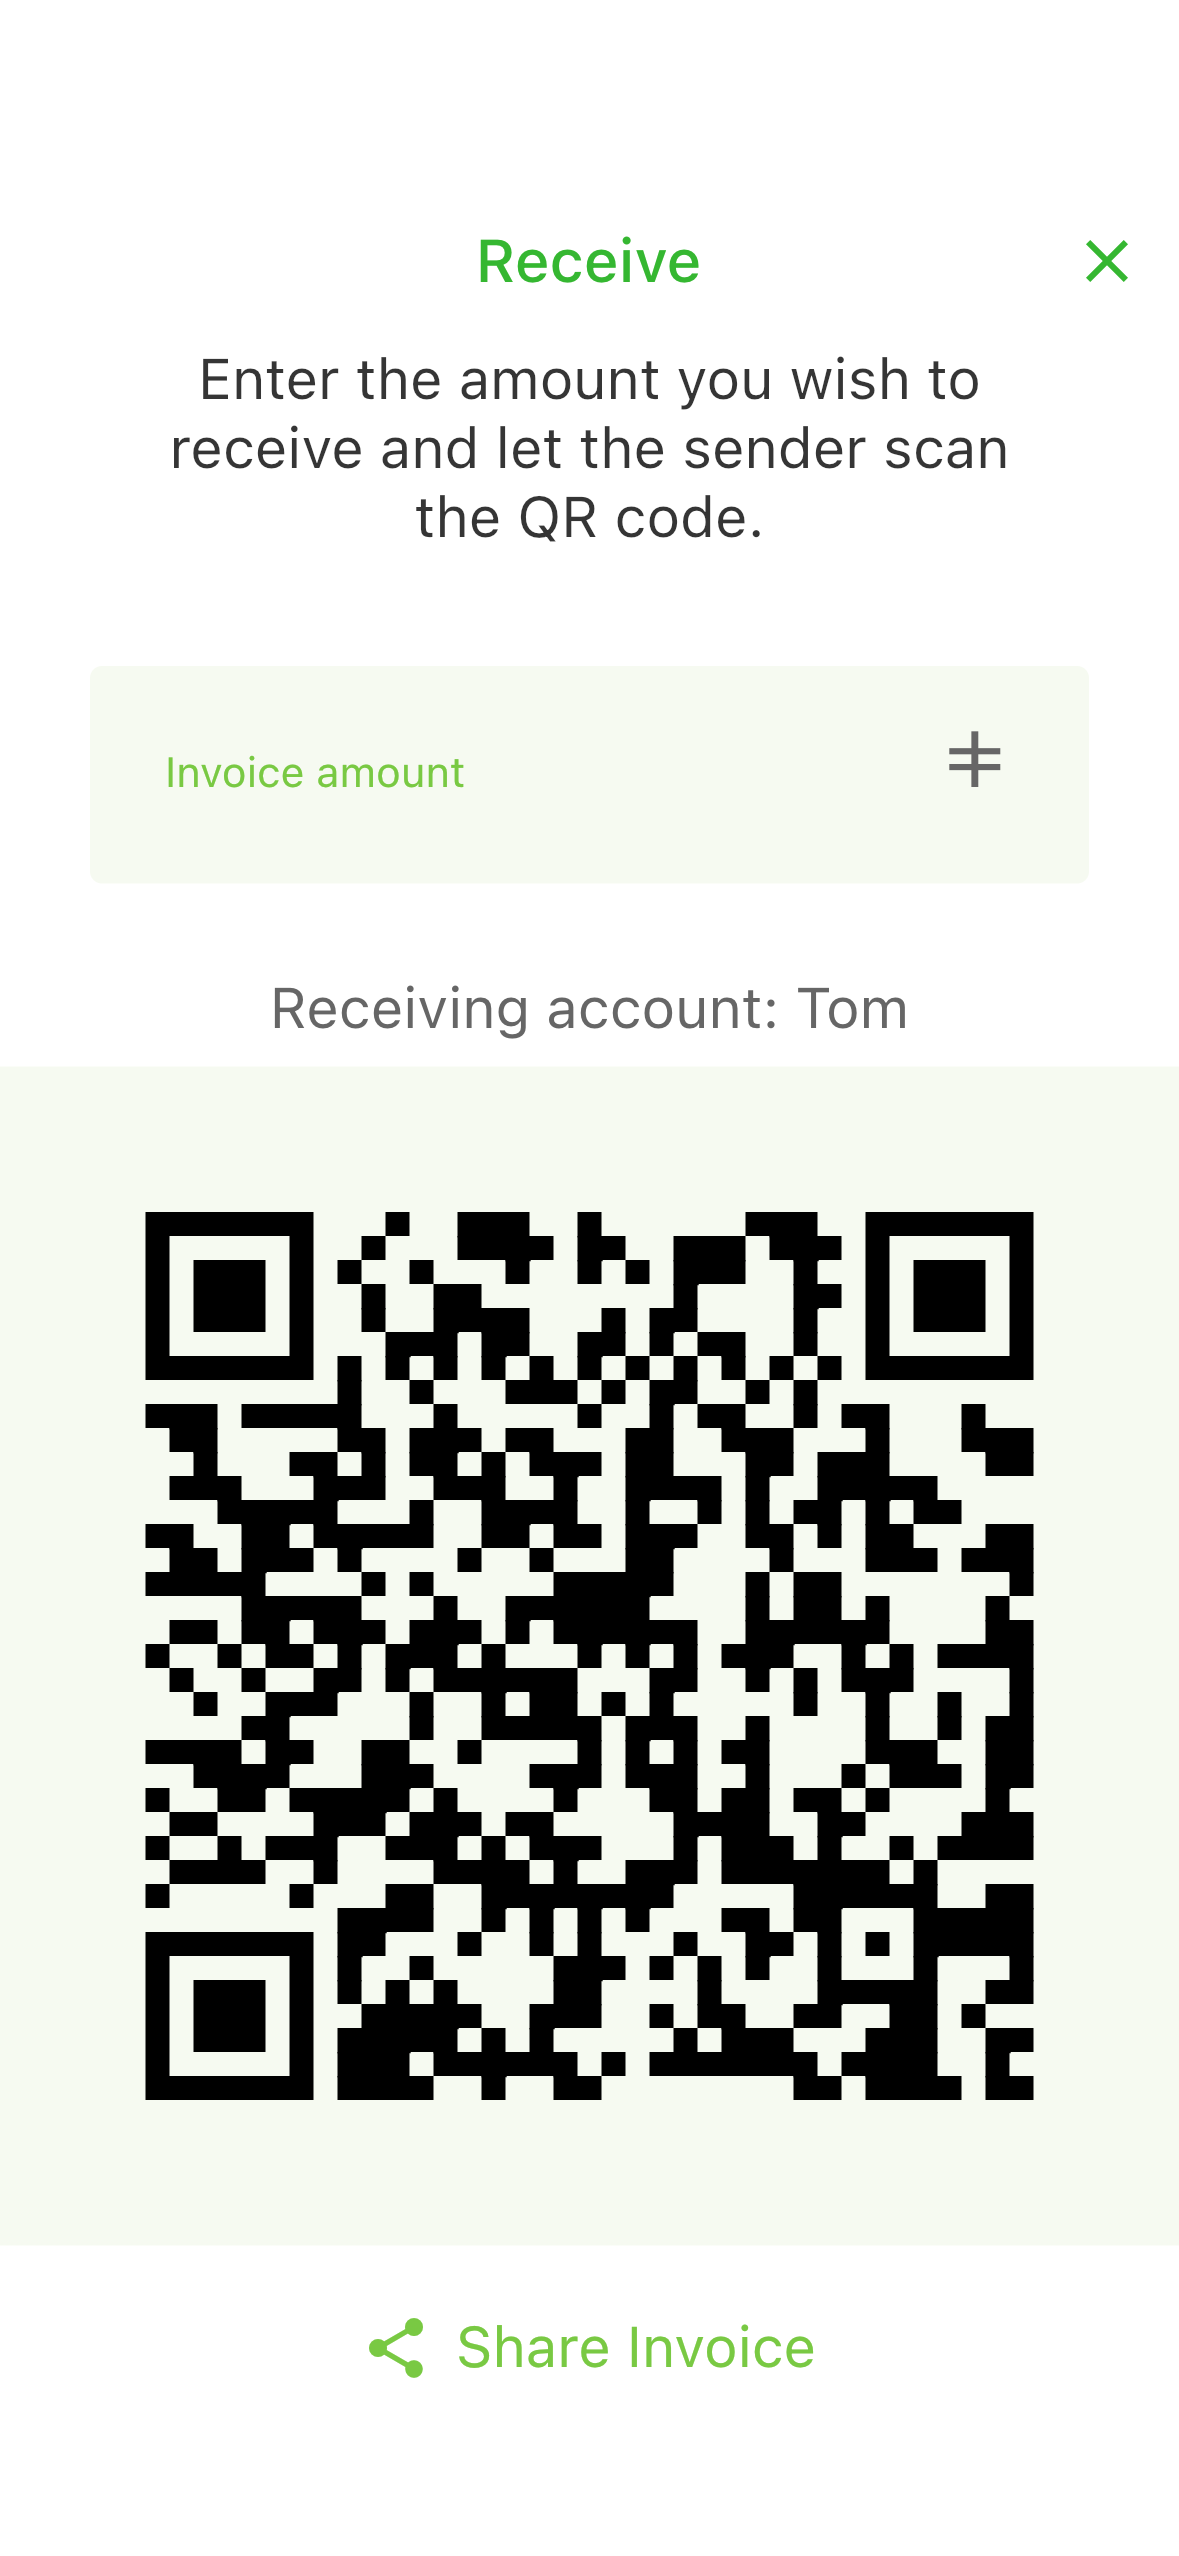 Receive
Enter the amount you wish to
receive and let the sender scan
the QR code.
Invoice amount
Receiving account: Tom
Share Invoice